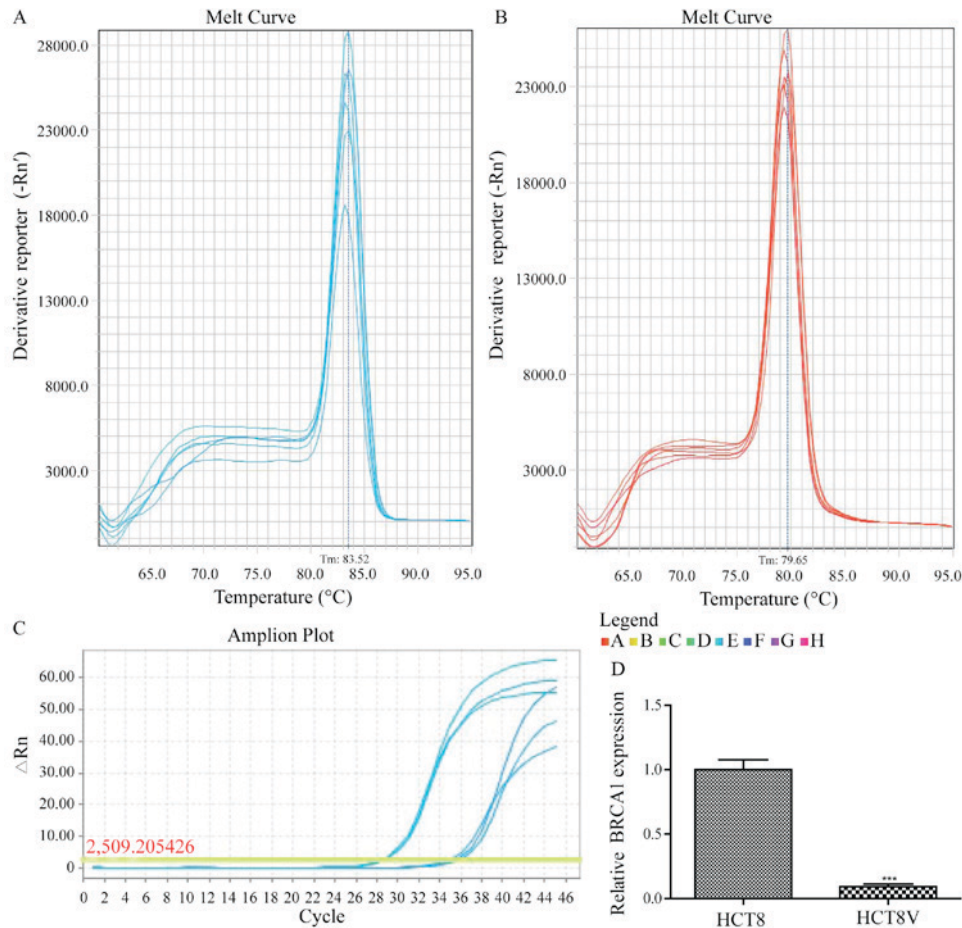 A
Melt Curve
28000.0
23000.0
18000.0
13000.0
8000.0
3000.0
Derivative reporter (-Rn′)
Tm: 83.52
65.0 70.0 75.0 80.0 85.0 90.0 95.0
Temperature (°C)
B
Melt Curve
23000.0
18000.0
13000.0
8000.0
3000.0
Derivative reporter (-Rn′)
Tm: 79.65
65.0 70.0 75.0 80.0 85.0 90.0 95.0
Temperature (°C)
C
Amplion Plot
60.00
50.00
40.00
30.00
20.00
10.00
0
△Rn
2,509.205426
0 2 4 6 8 10 12 14 16 18 20 22 24 26 28 30 32 34 36 38 40 42 44 46
Cycle
Legend
A B C D E F G H
D
1.5
1.0
0.5
0.0
Relative BRCA1 expression
***
HCT8 HCT8V